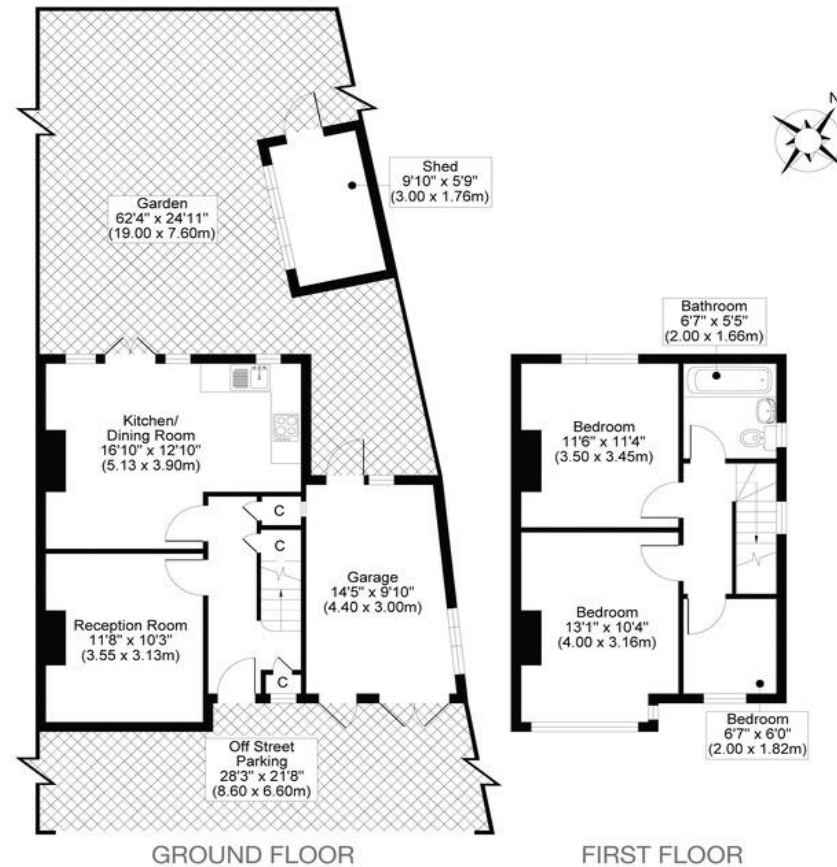 N
Shed
9'10" x 5'9"
(3.00 x 1.76m)
Garden
62'4" x 24'11"
(19.00 x 7.60m)
Bathroom
6'7" x 5'5"
(2.00 x 1.66m)
Kitchen/
Dining Room
16'10" x 12'10"
(5.13 x 3.90m)
Bedroom
11'6" x 11'4"
(3.50 x 3.45m)
C
C
Garage
14'5" x 9'10"
(4.40 x 3.00m)
Reception Room
11'8" x 10'3"
(3.55 x 3.13m)
Bedroom
13'1" x 10'4"
(4.00 x 3.16m)
C
Bedroom
6'7" x 6'0"
(2.00 x 1.82m)
Off Street
Parking
28'3" x 21'8"
(8.60 x 6.60m)
GROUND FLOOR
FIRST FLOOR